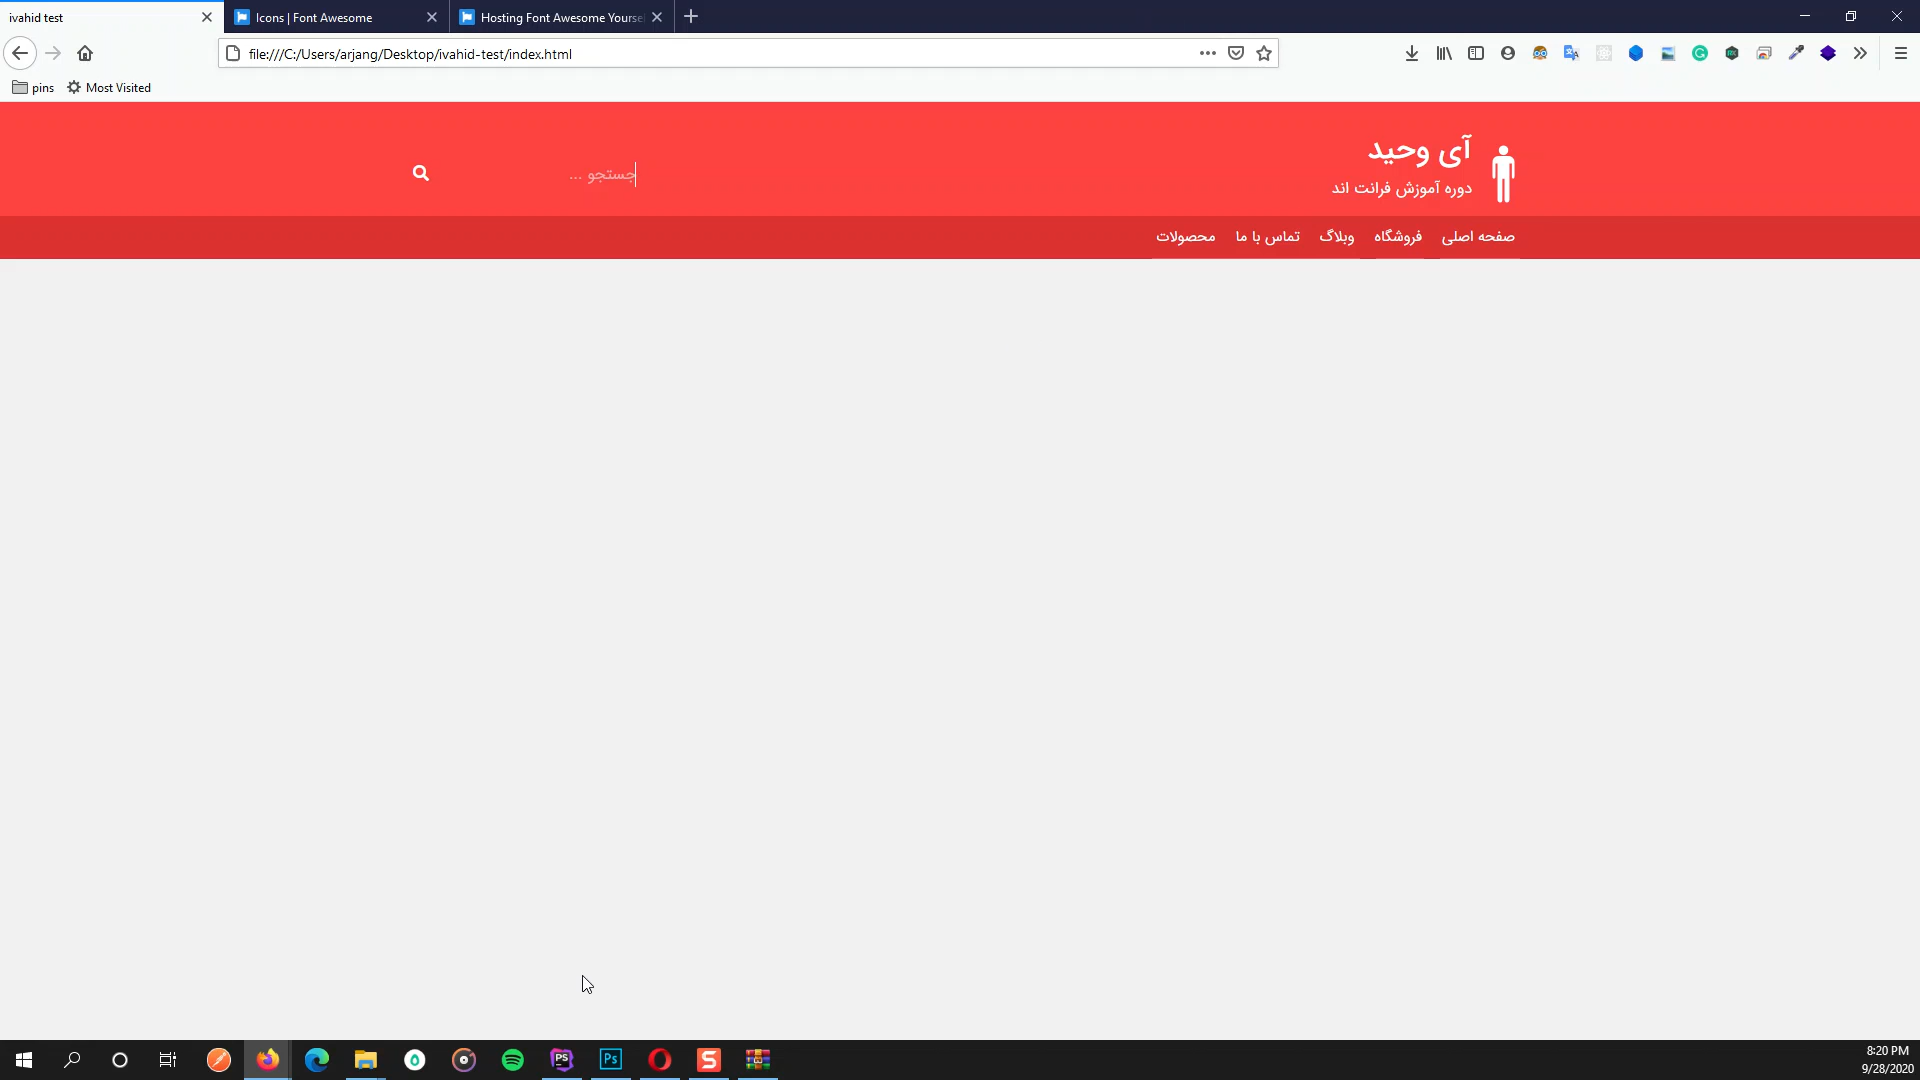 ivahid test
Icons | Font Awesome
Hosting Font Awesome Yourse
file:///C:/Users/arjang/Desktop/ivahid-test/index.html
pins
Most Visited
آی وحید
دوره آموزش فرانت اند
جستجو ...
صفحه اصلی
فروشگاه
وبلاگ
تماس با ما
محصولات
8:20 PM
9/28/2020